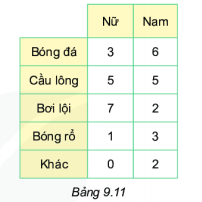 Nữ Nam
Bóng đá 3 6
Cầu lông 5 5
Bơi lội 7 2
Bóng rổ 1 3
Khác 0 2
Bảng 9.11